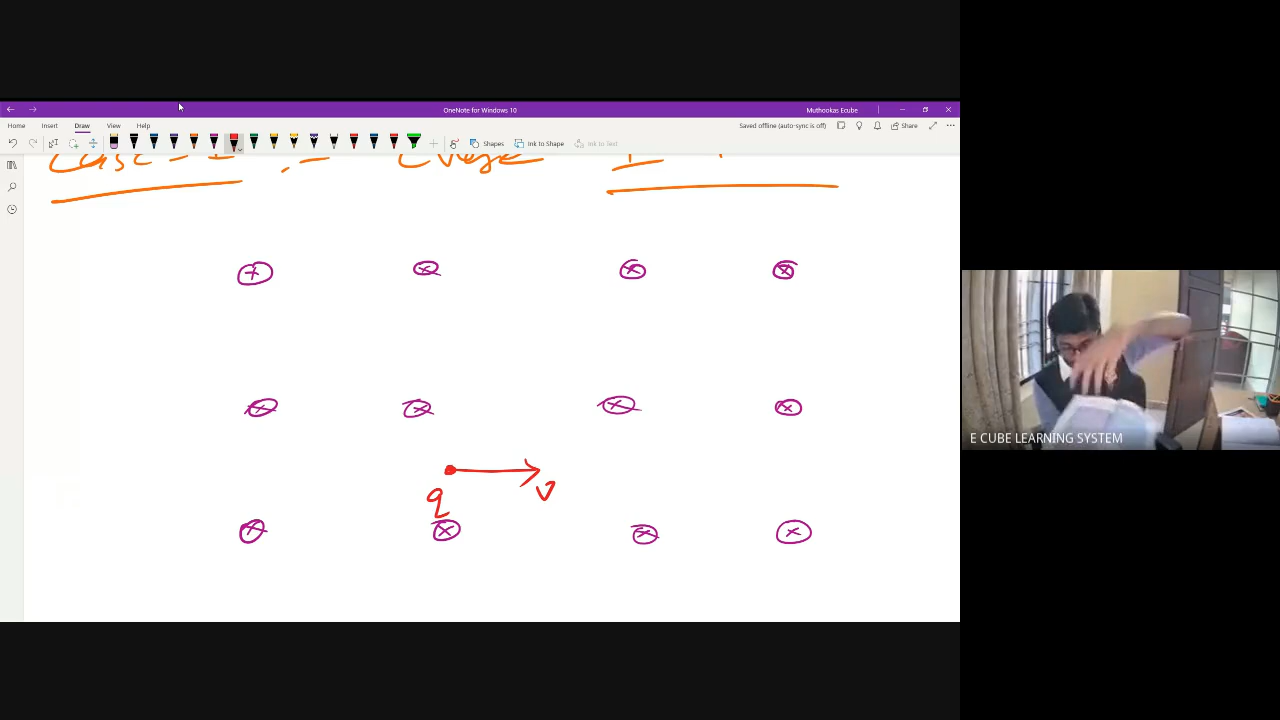 OneNote for Windows 10
Muthookas Ecube
Home Insert Draw View Help
Saved offline (auto-sync is off)
Share
Shapes
Ink to Shape
Ink to Text
q
v
E CUBE LEARNING SYSTEM